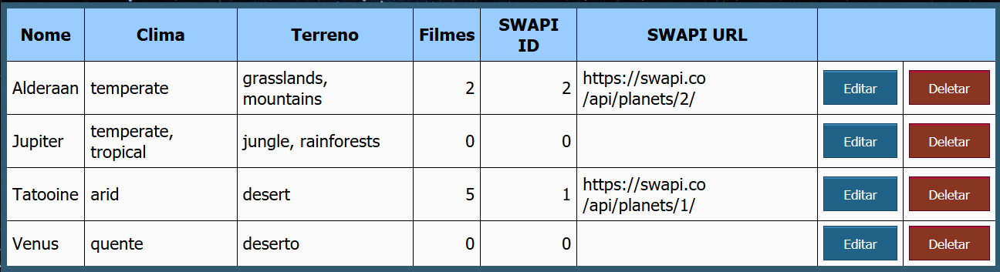 Nome Clima Terreno Filmes SWAPI ID SWAPI URL
Alderaan temperate grasslands, mountains 2 2 https://swapi.co/api/planets/2/ Editar Deletar
Jupiter temperate, tropical jungle, rainforests 0 0 Editar Deletar
Tatooine arid desert 5 1 https://swapi.co/api/planets/1/ Editar Deletar
Venus quente deserto 0 0 Editar Deletar